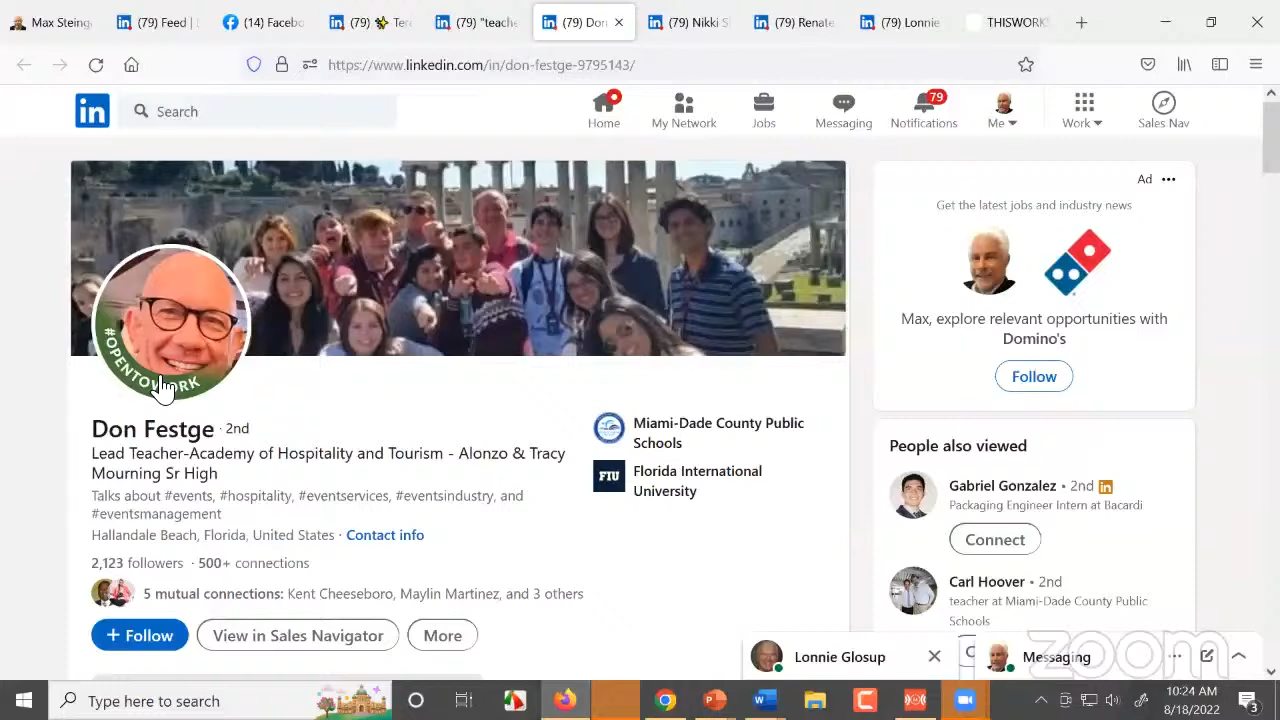 Max Steing
(79) Feed |
(14) Facebo
(79) ✨ Tere
(79) "teache
(79) Don
(79) Nikki S
(79) Renate
(79) Lonnie
THISWORKS
https://www.linkedin.com/in/don-festge-9795143/
in
Search
Home
My Network
Jobs
Messaging
79
Notifications
Me
Work
Sales Nav
#OPENTOWORK
Don Festge · 2nd
Lead Teacher-Academy of Hospitality and Tourism - Alonzo & Tracy
Mourning Sr High
Talks about #events, #hospitality, #eventservices, #eventsindustry, and
#eventsmanagement
Hallandale Beach, Florida, United States · Contact info
2,123 followers · 500+ connections
5 mutual connections: Kent Cheeseboro, Maylin Martinez, and 3 others
+ Follow
View in Sales Navigator
More
Miami-Dade County Public
Schools
FIU
Florida International
University
Ad •••
Get the latest jobs and industry news
Max, explore relevant opportunities with
Domino's
Follow
People also viewed
Gabriel Gonzalez • 2nd in
Packaging Engineer Intern at Bacardi
Connect
Carl Hoover • 2nd
teacher at Miami-Dade County Public
Schools
Lonnie Glosup
Messaging
zoom
Type here to search
10:24 AM
8/18/2022
3